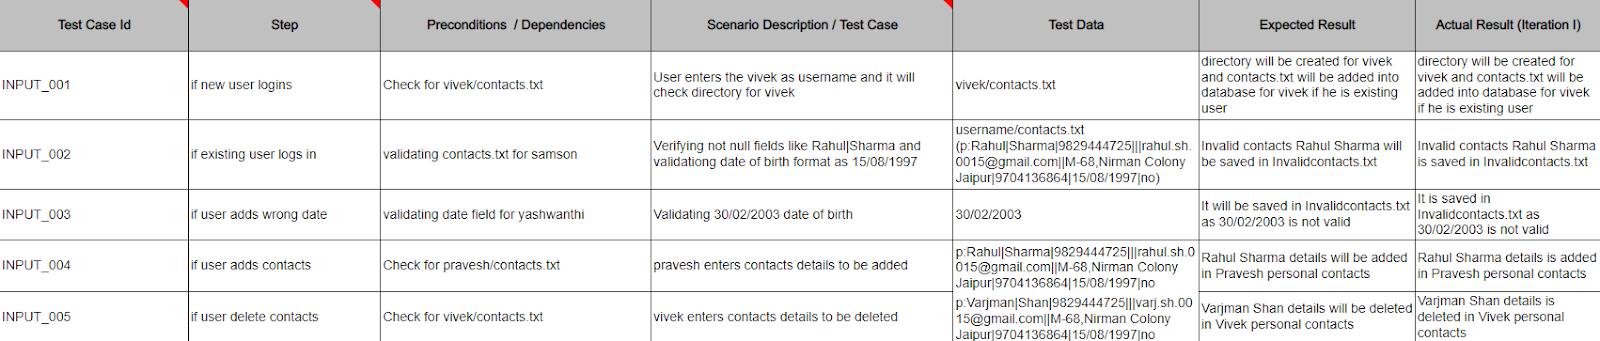 Test Case Id
Step
Preconditions / Dependencies
Scenario Description / Test Case
Test Data
Expected Result
Actual Result (Iteration I)
INPUT_001
if new user logins
Check for vivek/contacts.txt
User enters the vivek as username and it will
check directory for vivek
vivek/contacts.txt
directory will be created for vivek
and contacts.txt will be added into
database for vivek if he is existing
user
directory will be created for
vivek and contacts.txt will be
added into database for vivek
if he is existing user
INPUT_002
if existing user logs in
validating contacts.txt for samson
Verifying not null fields like Rahul|Sharma and
validationg date of birth format as 15/08/1997
username/contacts.txt
(p:Rahul|Sharma|9829444725|||rahul.sh.
0015@gmail.com||M-68,Nirman Colony
Jaipur|9704136864|15/08/1997|no)
Invalid contacts Rahul Sharma will
be saved in Invalidcontacts.txt
Invalid contacts Rahul Sharma
is saved in Invalidcontacts.txt
INPUT_003
if user adds wrong date
validating date field for yashwanthi
Validating 30/02/2003 date of birth
30/02/2003
It will be saved in Invalidcontacts.txt
as 30/02/2003 is not valid
It is saved in
Invalidcontacts.txt as
30/02/2003 is not valid
INPUT_004
if user adds contacts
Check for pravesh/contacts.txt
pravesh enters contacts details to be added
p:Rahul|Sharma|9829444725|||rahul.sh.0
015@gmail.com||M-68,Nirman Colony
Jaipur|9704136864|15/08/1997|no
Rahul Sharma details will be added
in Pravesh personal contacts
Rahul Sharma details is added
in Pravesh personal contacts
INPUT_005
if user delete contacts
Check for vivek/contacts.txt
vivek enters contacts details to be deleted
p:Varjman|Shan|9829444725|||varj.sh.00
15@gmail.com||M-68,Nirman Colony
Jaipur|9704136864|15/08/1997|no
Varjman Shan details will be deleted
in Vivek personal contacts
Varjman Shan details is
deleted in Vivek personal
contacts